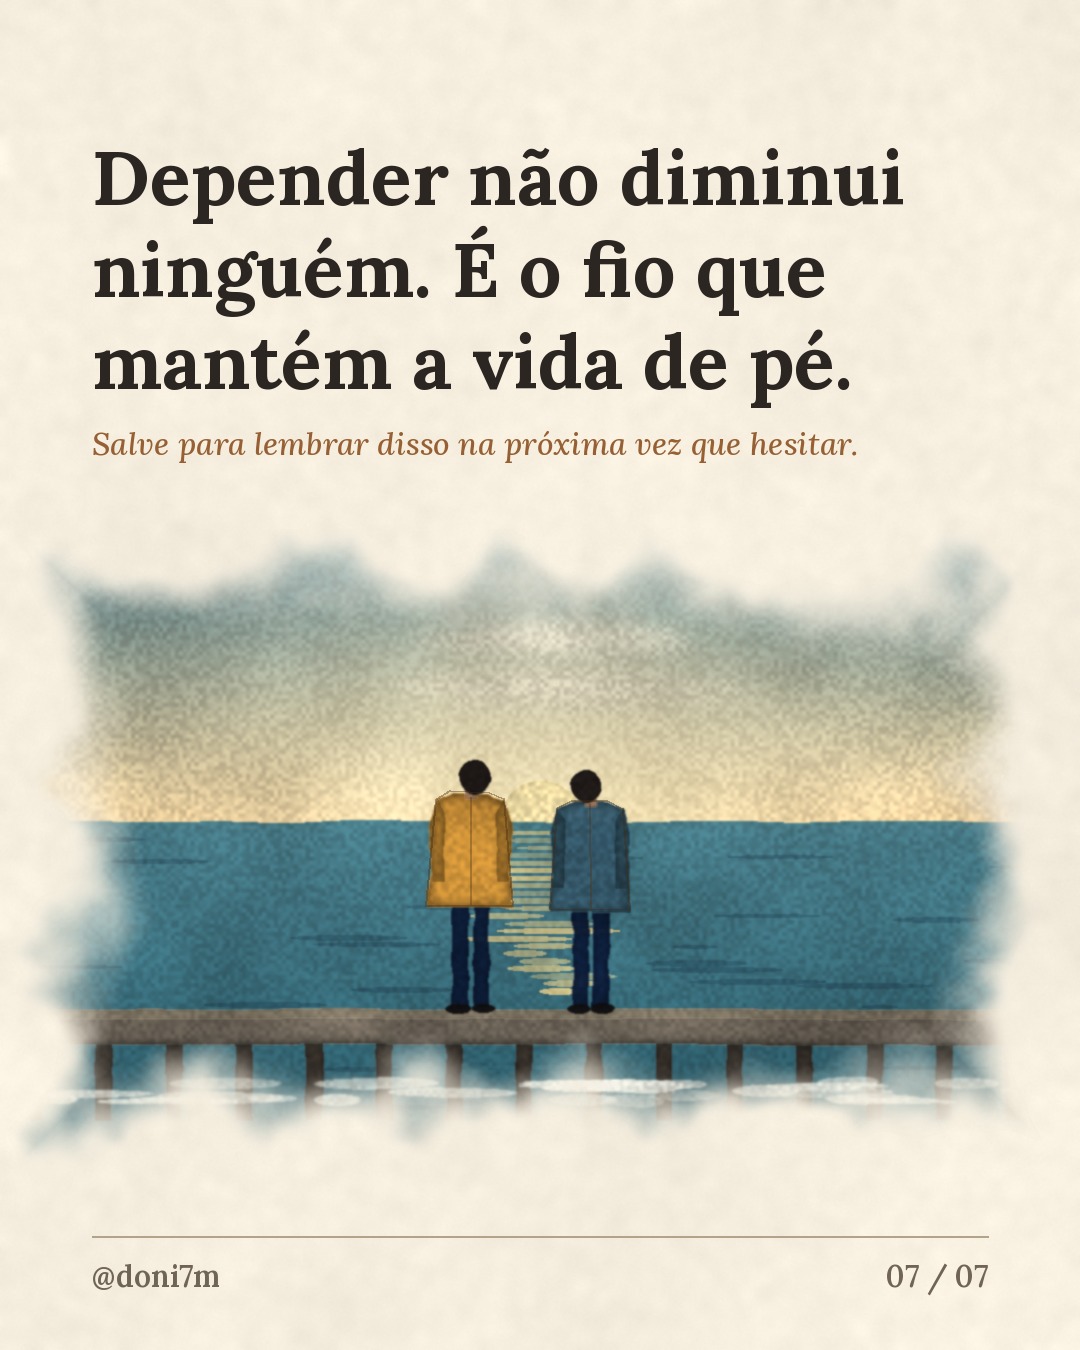 Depender não diminui
ninguém. É o fio que
mantém a vida de pé.
Salve para lembrar disso na próxima vez que hesitar.
@doni7m
07 / 07